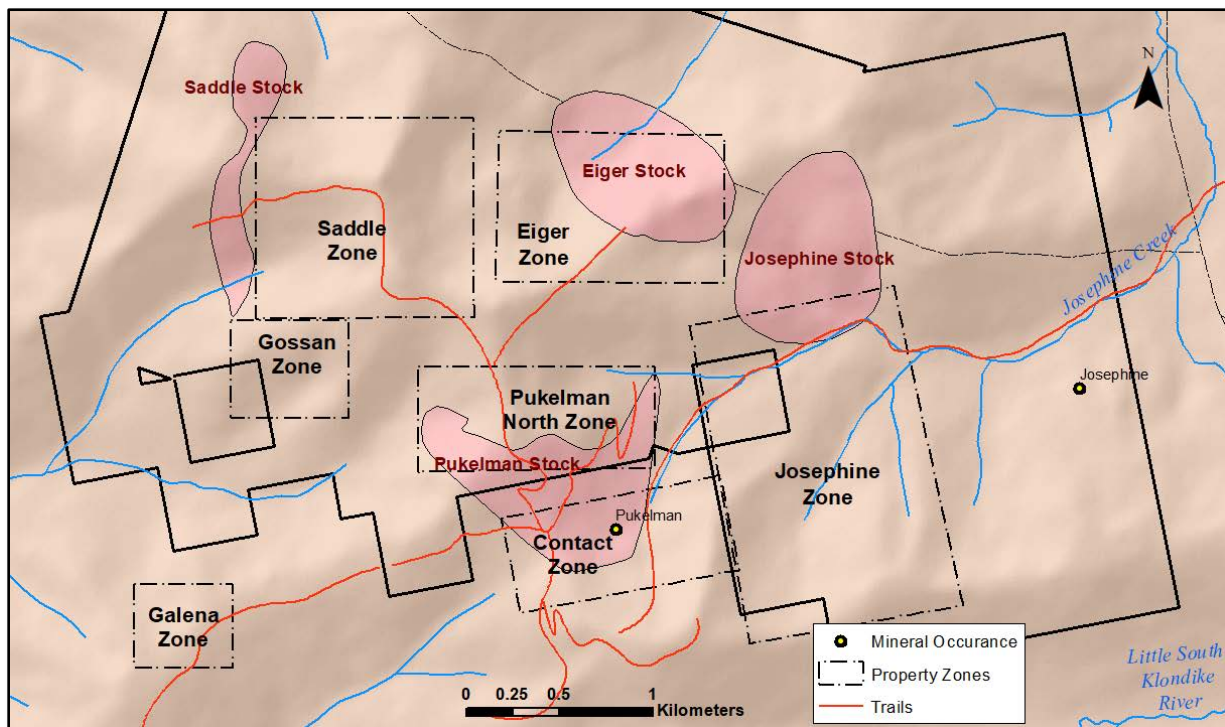 N
Saddle Stock
Eiger Stock
Saddle
Zone
Eiger
Zone
Josephine Stock
Josephine Creek
Gossan
Zone
Josephine
Pukelman
North Zone
Pukelman Stock
Josephine
Zone
Pukelman
Contact
Zone
Galena
Zone
Mineral Occurance
Property Zones
Trails
Little South
Klondike
River
0 0.25 0.5 1
Kilometers